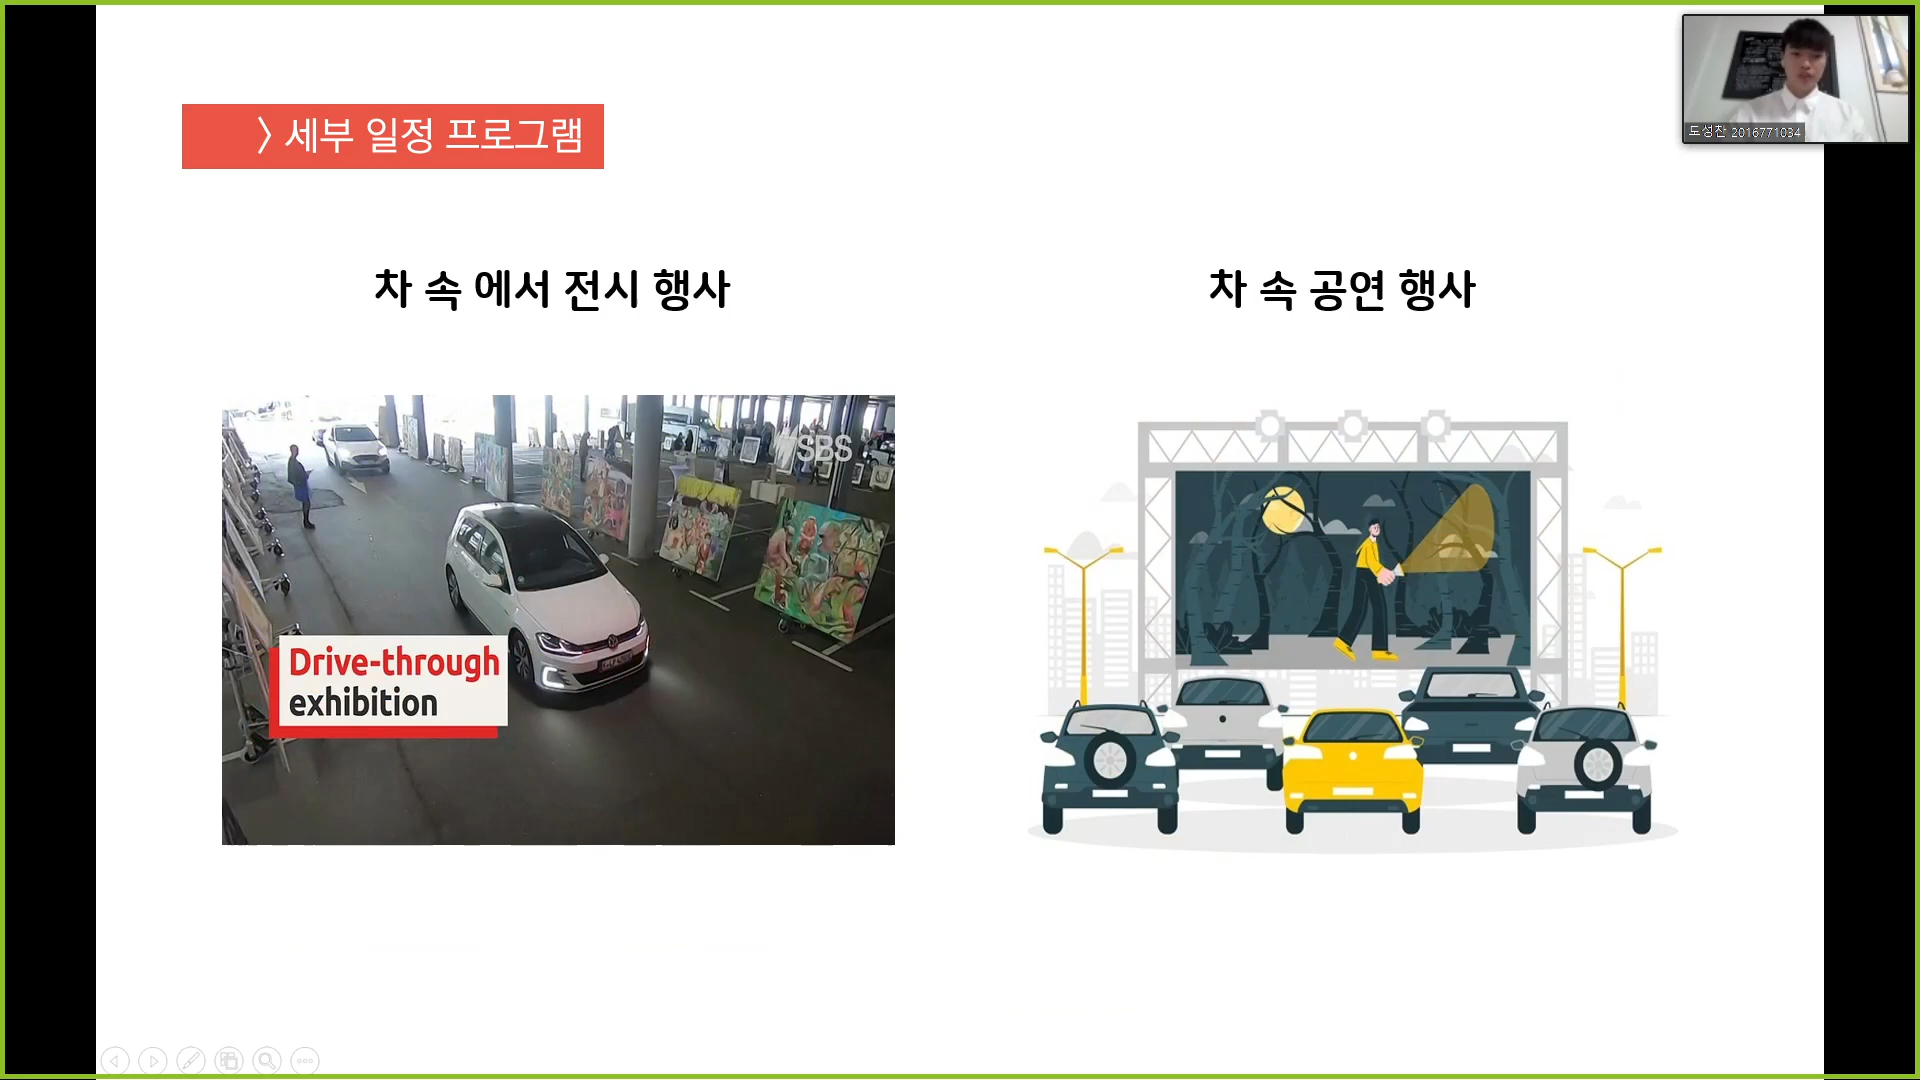 〉세부 일정 프로그램
차 속 에서 전시 행사
차 속 공연 행사
SBS
Drive-through
exhibition
도성찬 2016771034